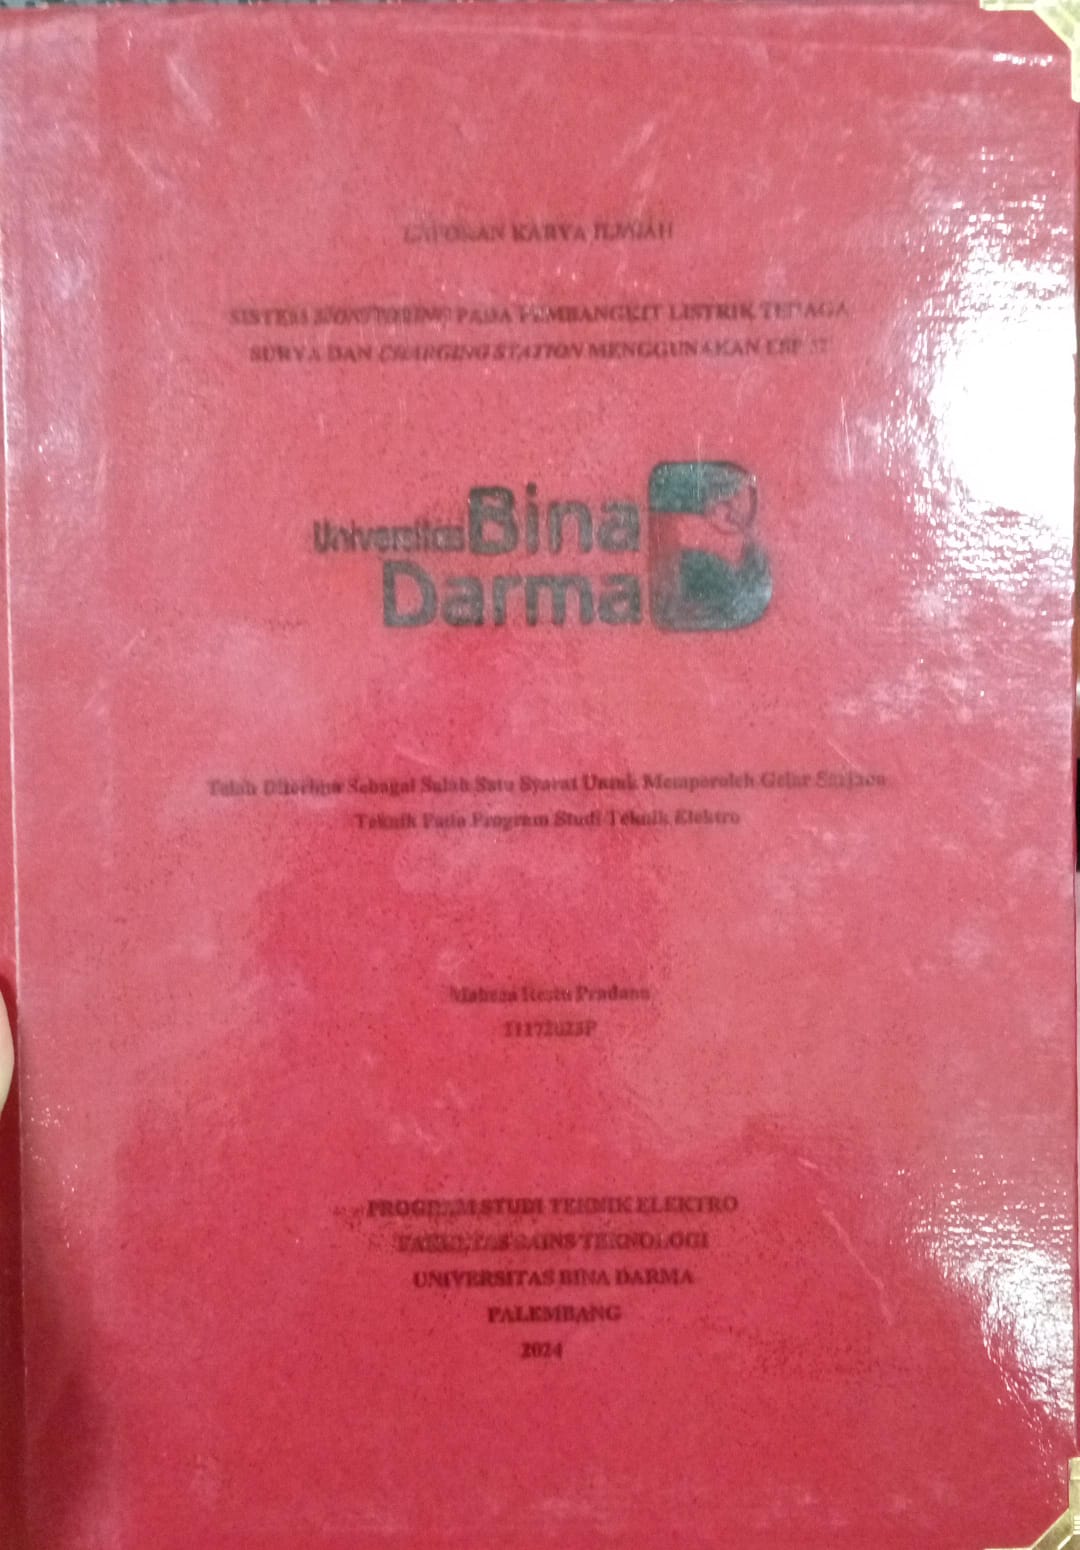 LAPORAN KARYA ILMIAH
SISTEM MONITORING PADA PEMBANGKIT LISTRIK TENAGA
SURYA DAN CHARGING STATION MENGGUNAKAN ESP 32
Universitas Bina
Darma
Telah Diterima Sebagai Salah Satu Syarat Untuk Memperoleh Gelar Sarjana
Teknik Pada Program Studi Teknik Elektro
Restu Pradana
PROGRAM STUDI TEKNIK ELEKTRO
FAKULTAS SAINS TEKNOLOGI
UNIVERSITAS BINA DARMA
PALEMBANG
2024